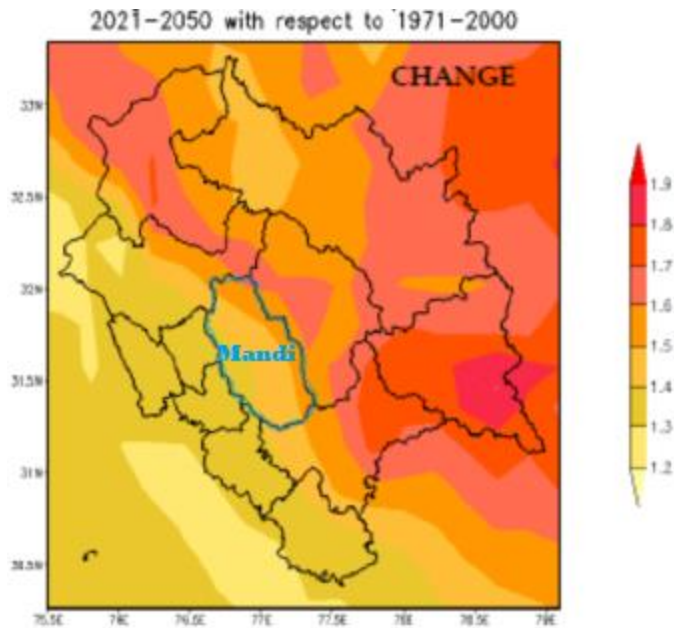 2021-2050 with respect to 1971-2000
CHANGE
33N
32.5N
32N
31.5N
31N
30.5N
Mandi
75.5E
76E
76.5E
77E
77.5E
78E
78.5E
79E
1.9
1.8
1.7
1.6
1.5
1.4
1.3
1.2